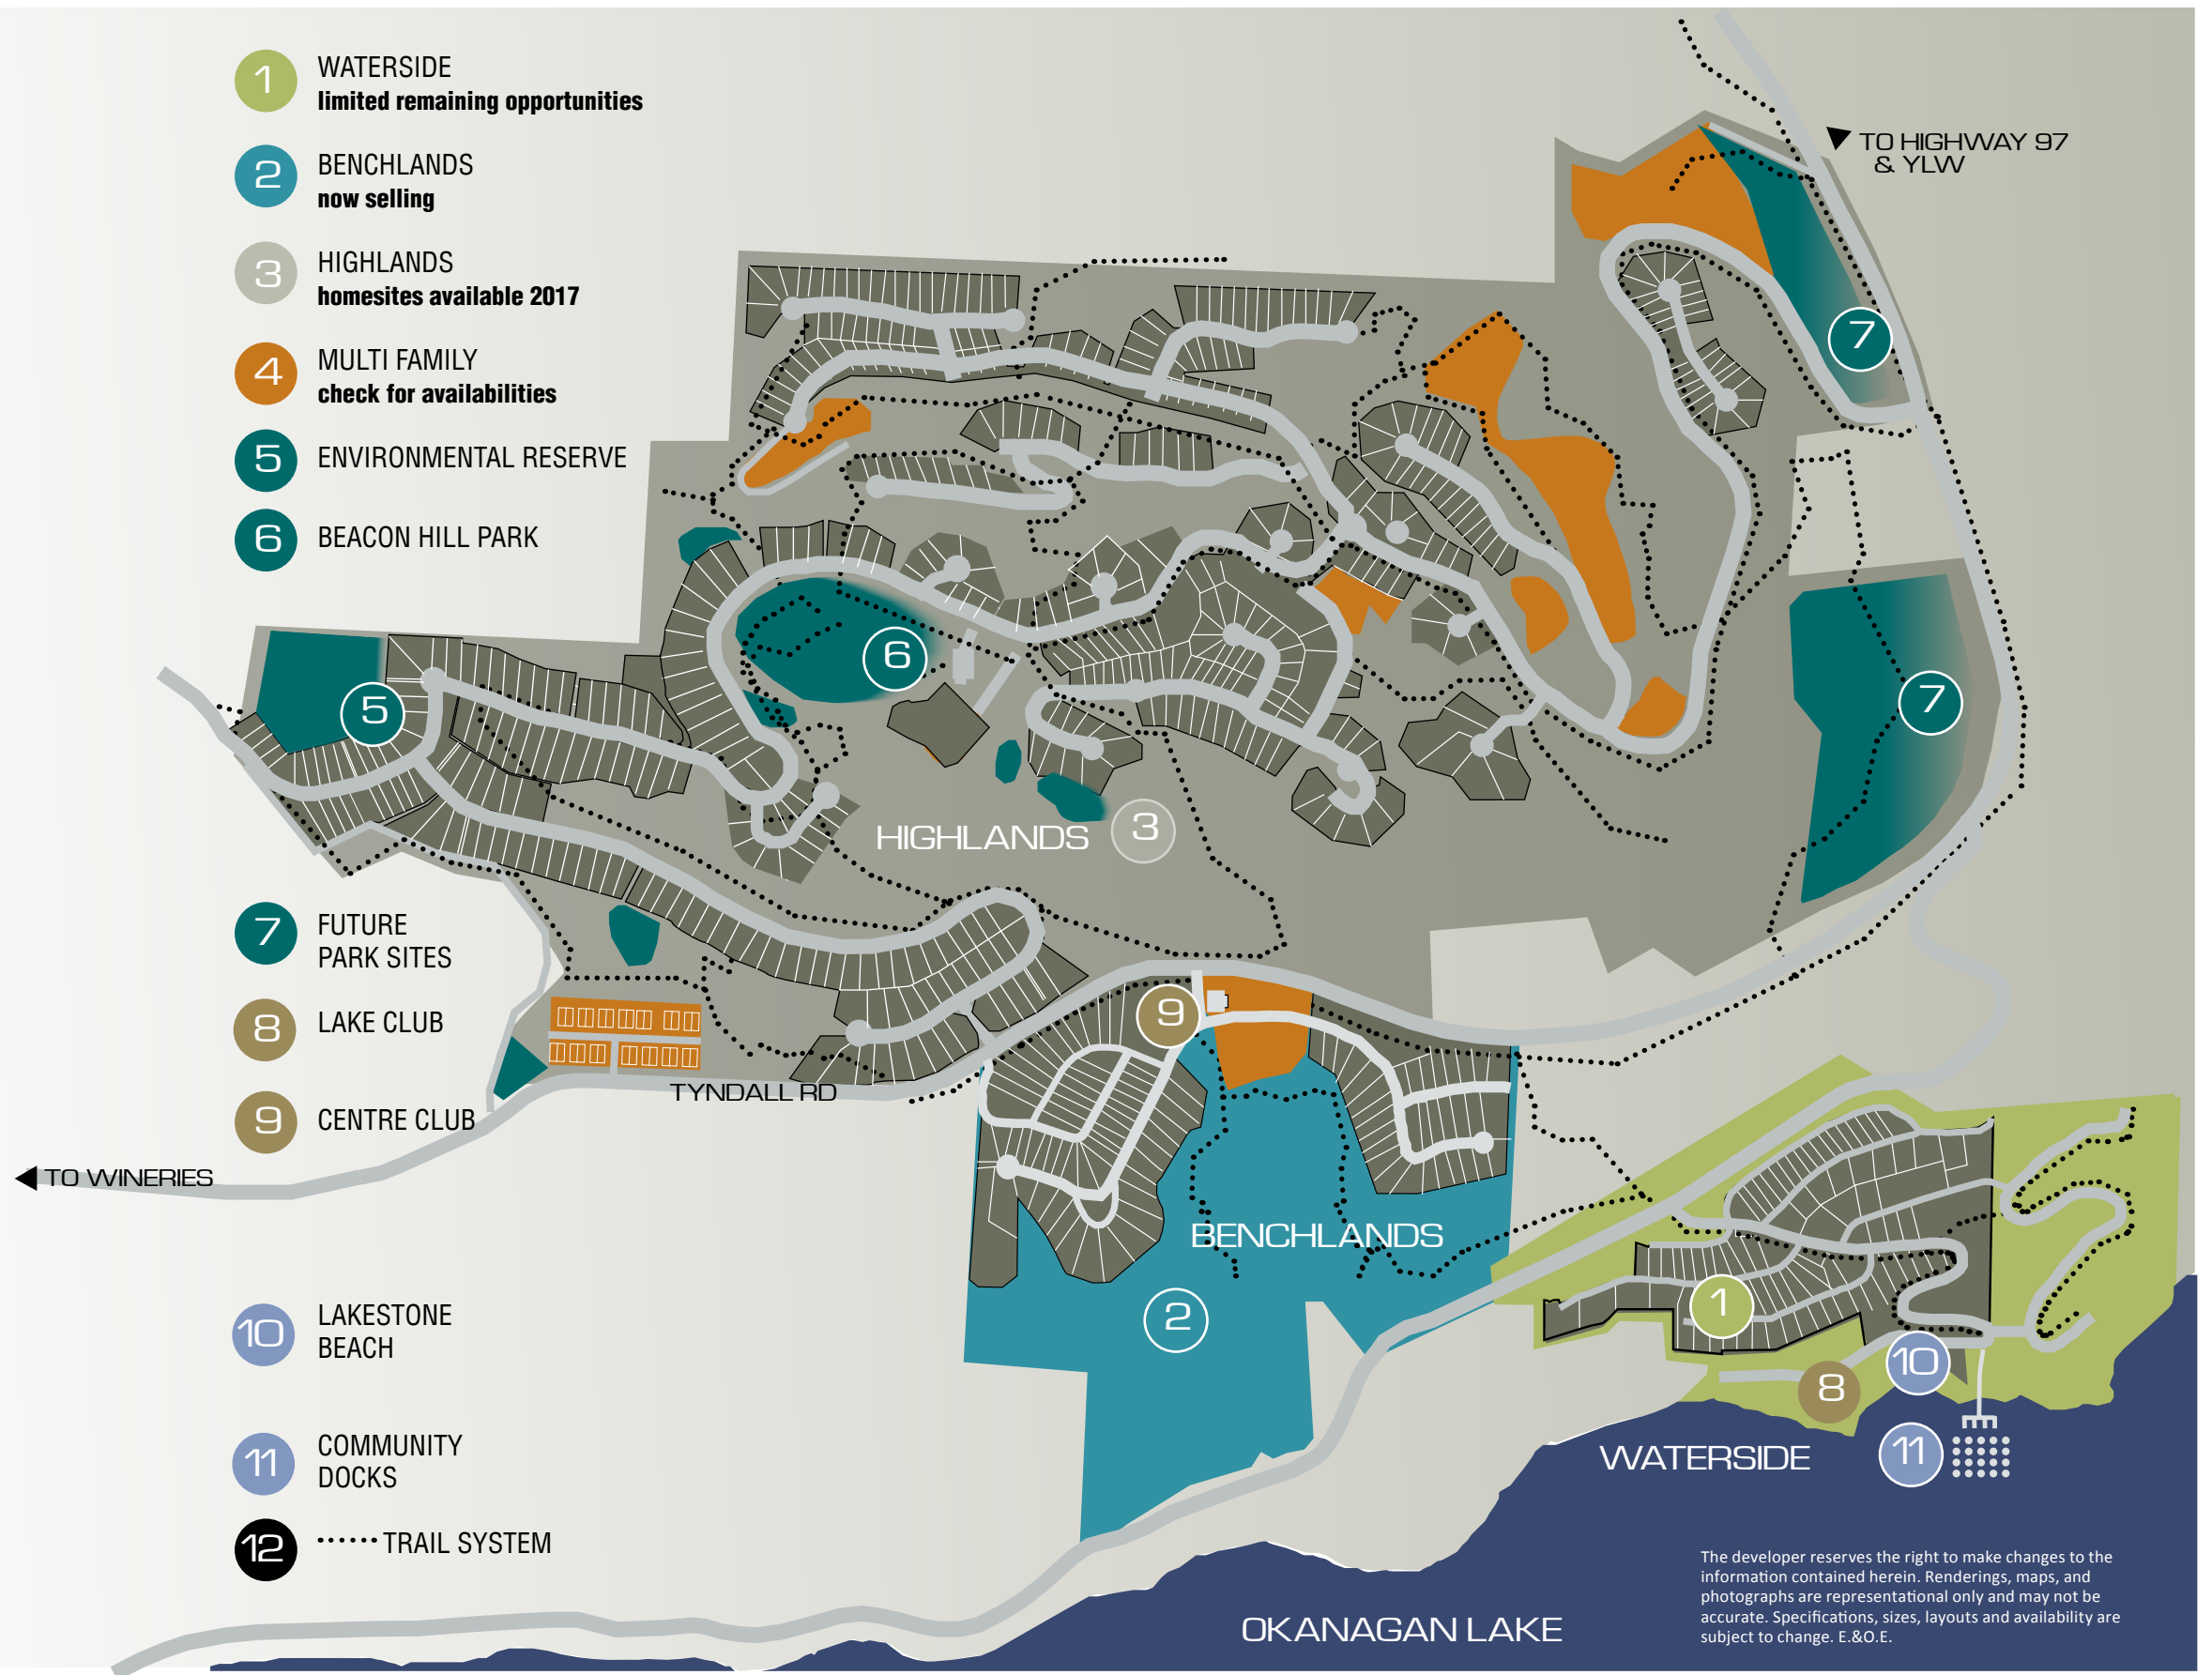 1
WATERSIDE
limited remaining opportunities
2
BENCHLANDS
now selling
3
HIGHLANDS
homesites available 2017
4
MULTI FAMILY
check for availabilities
5
ENVIRONMENTAL RESERVE
6
BEACON HILL PARK
7
FUTURE
PARK SITES
8
LAKE CLUB
9
CENTRE CLUB
10
LAKESTONE
BEACH
11
COMMUNITY
DOCKS
12
TRAIL SYSTEM
TO HIGHWAY 97
& YLW
7
6
5
7
HIGHLANDS 3
9
TYNDALL RD
TO WINERIES
BENCHLANDS
2
1
10
8
WATERSIDE
11
OKANAGAN LAKE
The developer reserves the right to make changes to the
information contained herein. Renderings, maps, and
photographs are representational only and may not be
accurate. Specifications, sizes, layouts and availability are
subject to change. E.&O.E.